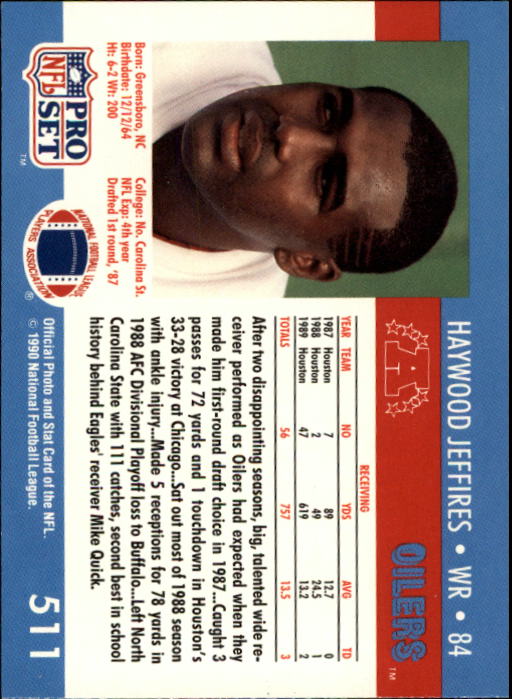 HAYWOOD JEFFIRES • WR • 84
A
OILERS™
RECEIVING
YEAR TEAM NO YDS AVG TD
1987 Houston 7 89 12.7 0
1988 Houston 2 49 24.5 1
1989 Houston 47 619 13.2 2
TOTALS 56 757 13.5 3
After two disappointing seasons, big, talented wide re-
ceiver performed as Oilers had expected when they
made him first-round draft choice in 1987...Caught 3
passes for 72 yards and 1 touchdown in Houston's
33-28 victory at Chicago...Sat out most of 1988 season
with ankle injury...Made 5 receptions for 78 yards in
1988 AFC Divisional Playoff loss to Buffalo...Left North
Carolina State with 111 catches, second best in school
history behind Eagles' receiver Mike Quick.
Born: Greensboro, NC
Birthdate: 12/12/64
Ht: 6-2 Wt: 200
College: No. Carolina St.
NFL Exp: 4th year
Drafted 1st round, '87
PRO
NFL SET
™
NATIONAL FOOTBALL LEAGUE
PLAYERS ASSOCIATION
®
Official Photo and Stat Card of the NFL.
© 1990 National Football League.
511